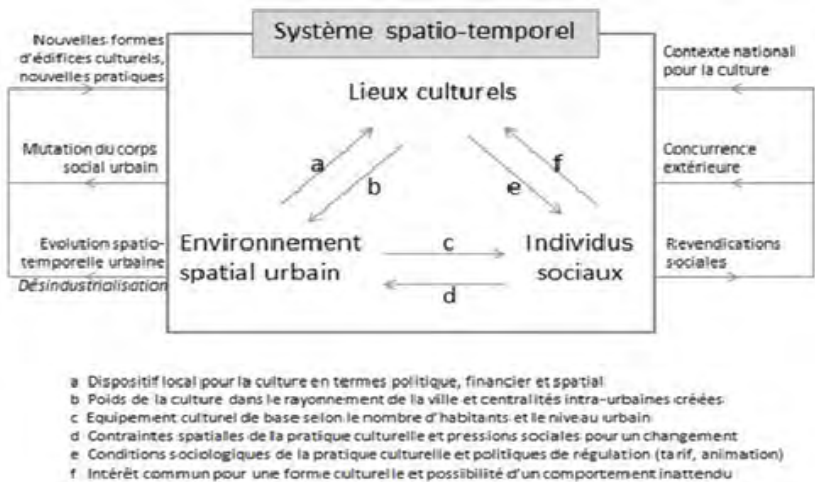 Système spatio-temporel
Nouvelles formes
d'édifices culturels,
nouvelles pratiques
Mutation du corps
social urbain
Evolution spatio-
temporelle urbaine
Désindustrialisation
Lieux culturels
a
b
e
f
Environnement
spatial urbain
c
d
Individus
sociaux
Contexte national
pour la culture
Concurrence
extérieure
Revendications
sociales
a Dispositif local pour la culture en termes politique, financier et spatial
b Poids de la culture dans le rayonnement de la ville et centralités intra-urbaines créées
c Equipement culturel de base selon le nombre d'habitants et le niveau urbain
d Contraintes spatiales de la pratique culturelle et pressions sociales pour un changement
e Conditions sociologiques de la pratique culturelle et politiques de régulation (tarif, animation)
f Intérêt commun pour une forme culturelle et possibilité d'un comportement inattendu